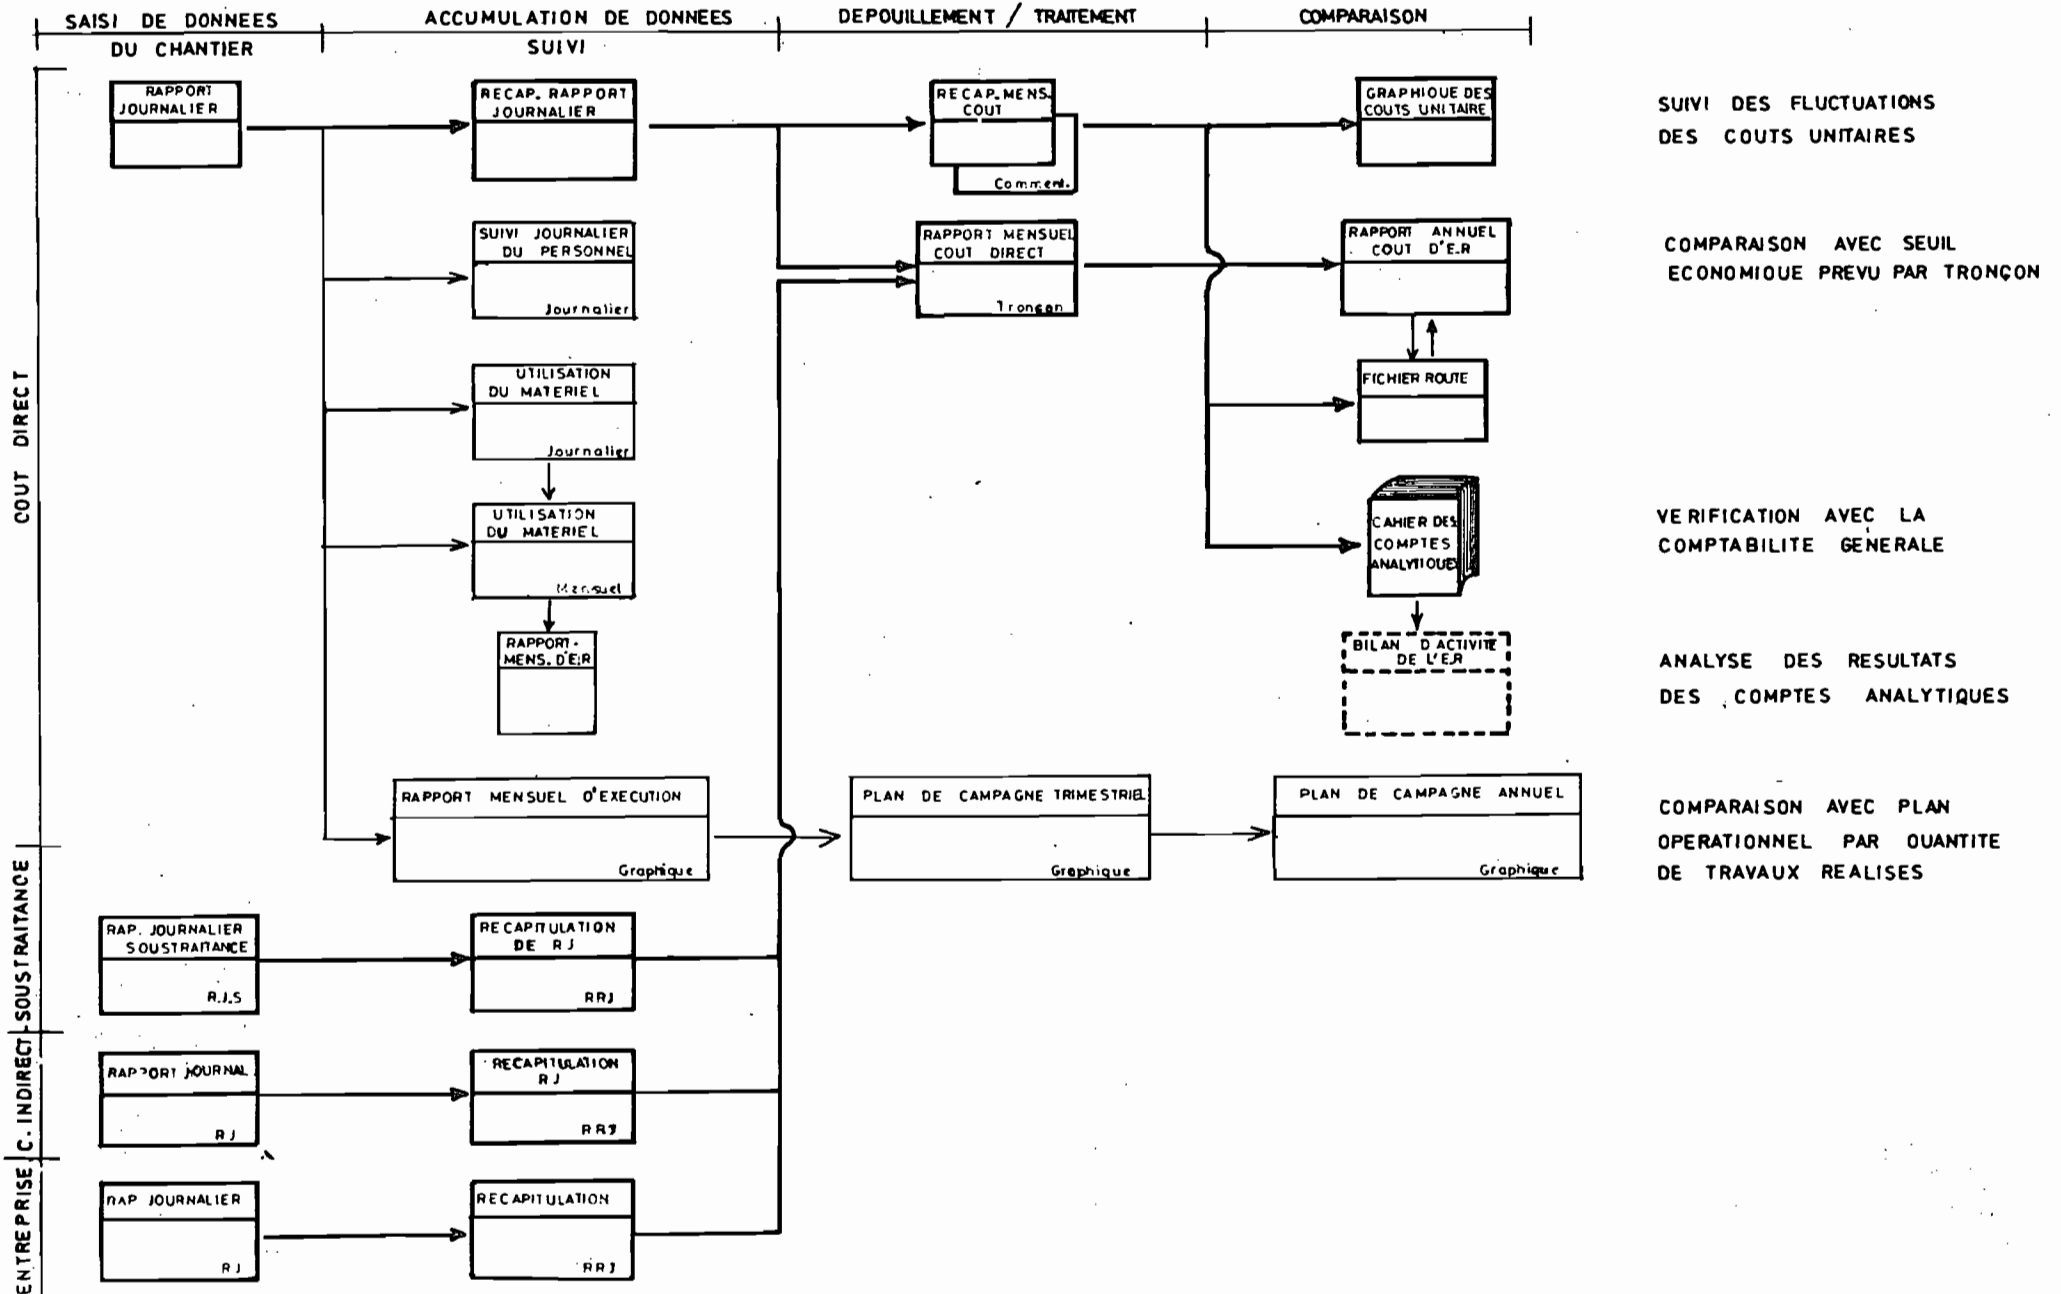 SAISI DE DONNEES
DU CHANTIER
ACCUMULATION DE DONNEES
SUIVI
DEPOUILLEMENT / TRAITEMENT
COMPARAISON
COUT DIRECT
RAPPORT
JOURNALIER
RECAP. RAPPORT
JOURNALIER
RECAP. MENS.
COUT
Comment.
GRAPHIQUE DES
COUTS UNITAIRE
SUIVI DES FLUCTUATIONS
DES COUTS UNITAIRES
SUIVI JOURNALIER
DU PERSONNEL
Journalier
RAPPORT MENSUEL
COUT DIRECT
Tronçon
RAPPORT ANNUEL
COUT D'E.R
COMPARAISON AVEC SEUIL
ECONOMIQUE PREVU PAR TRONÇON
UTILISATION
DU MATERIEL
Journalier
FICHIER ROUTE
UTILISATION
DU MATERIEL
Mensuel
CAHIER DES
COMPTES
ANALYTIQUES
VERIFICATION AVEC LA
COMPTABILITE GENERALE
RAPPORT-
MENS. D'E.R
BILAN D'ACTIVITE
DE L'E.R
ANALYSE DES RESULTATS
DES COMPTES ANALYTIQUES
RAPPORT MENSUEL D'EXECUTION
Graphique
PLAN DE CAMPAGNE TRIMESTRIEL
Graphique
PLAN DE CAMPAGNE ANNUEL
Graphique
COMPARAISON AVEC PLAN
OPERATIONNEL PAR QUANTITE
DE TRAVAUX REALISES
SOUSTRAITANCE
RAP. JOURNALIER
SOUSTRAITANCE
R.J.S
RECAPITULATION
DE RJ
RRJ
C. INDIRECT
RAPPORT JOURNAL
RJ
RECAPITULATION
RJ
RRJ
ENTREPRISE
RAP JOURNALIER
RJ
RECAPITULATION
RRJ